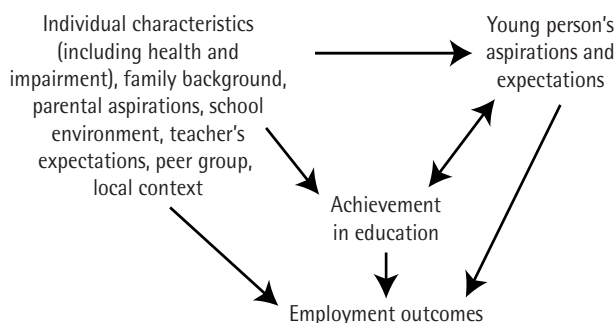 Individual characteristics
(including health and
impairment), family background,
parental aspirations, school
environment, teacher's
expectations, peer group,
local context
Young person's
aspirations and
expectations
Achievement
in education
Employment outcomes